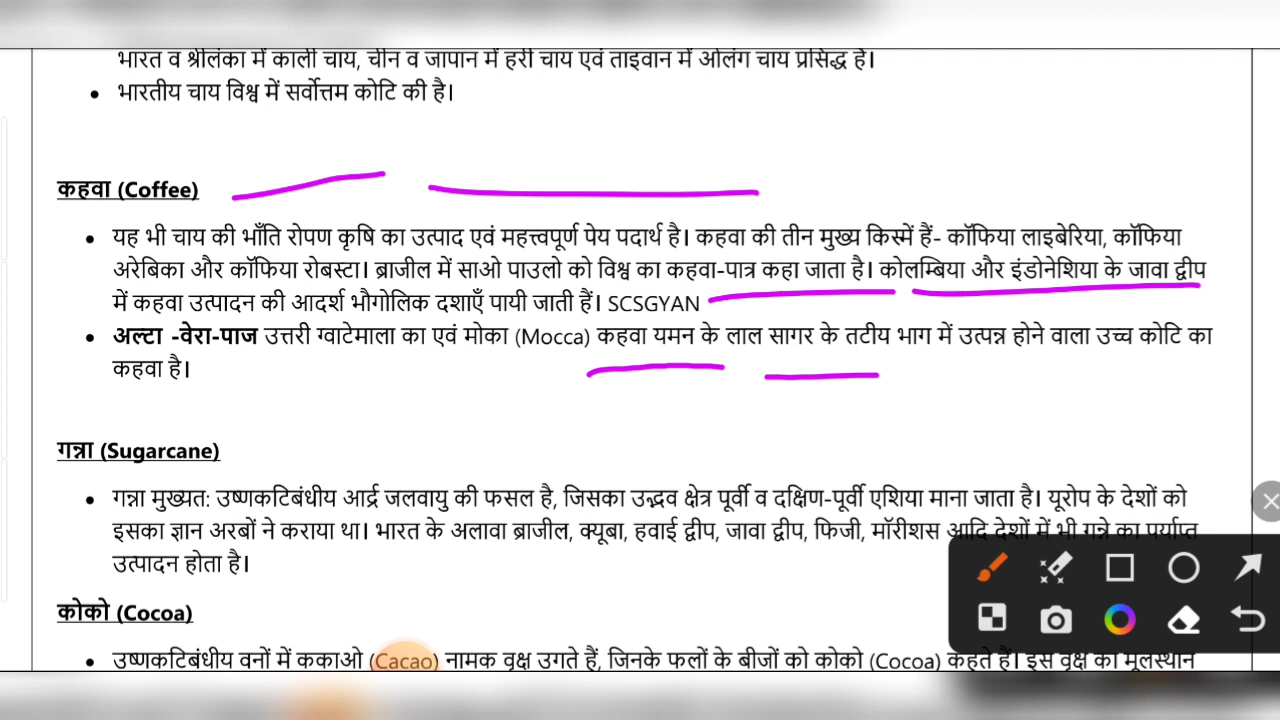 भारत व श्रीलंका में काली चाय, चीन व जापान में हरी चाय एवं ताइवान में ओलंग चाय प्रसिद्ध है।
• भारतीय चाय विश्व में सर्वोत्तम कोटि की है।
कहवा (Coffee)
• यह भी चाय की भाँति रोपण कृषि का उत्पाद एवं महत्त्वपूर्ण पेय पदार्थ है। कहवा की तीन मुख्य किस्में हैं- कॉफिया लाइबेरिया, कॉफिया
अरेबिका और कॉफिया रोबस्टा। ब्राजील में साओ पाउलो को विश्व का कहवा-पात्र कहा जाता है। कोलम्बिया और इंडोनेशिया के जावा द्वीप
में कहवा उत्पादन की आदर्श भौगोलिक दशाएँ पायी जाती हैं। SCSGYAN
• अल्टा -वेरा-पाज उत्तरी ग्वाटेमाला का एवं मोका (Mocca) कहवा यमन के लाल सागर के तटीय भाग में उत्पन्न होने वाला उच्च कोटि का
कहवा है।
गन्ना (Sugarcane)
• गन्ना मुख्यत: उष्णकटिबंधीय आर्द्र जलवायु की फसल है, जिसका उद्भव क्षेत्र पूर्वी व दक्षिण-पूर्वी एशिया माना जाता है। यूरोप के देशों को
इसका ज्ञान अरबों ने कराया था। भारत के अलावा ब्राजील, क्यूबा, हवाई द्वीप, जावा द्वीप, फिजी, मॉरीशस आदि देशों में भी गन्ने का पर्याप्त
उत्पादन होता है।
कोको (Cocoa)
• उष्णकटिबंधीय वनों में ककाओ (Cacao) नामक वृक्ष उगते हैं, जिनके फलों के बीजों को कोको (Cocoa) कहते हैं। इस वृक्ष का मूलस्थान